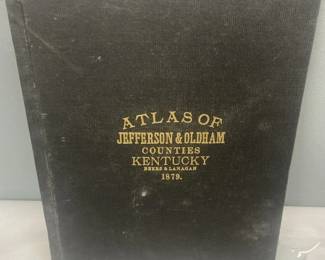 ATLAS OF
JEFFERSON & OLDHAM
COUNTIES
KENTUCKY
BEERS & LANAGAN
1879.